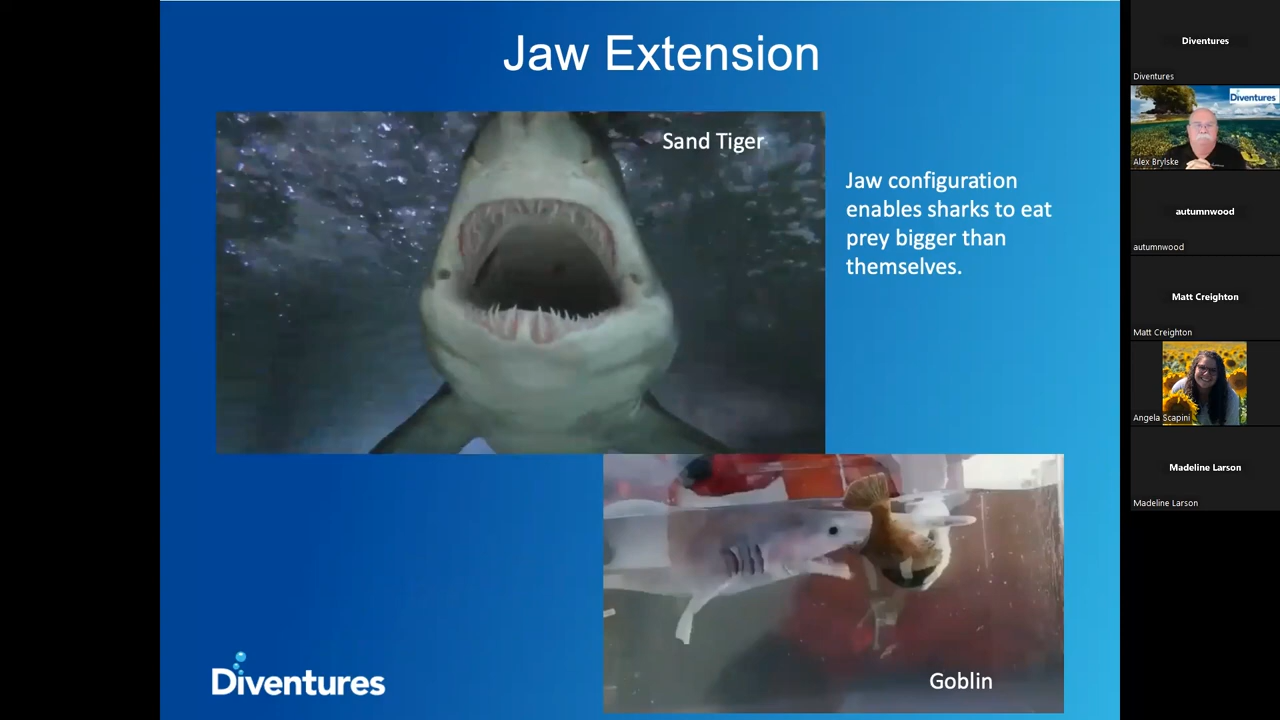 Jaw Extension
Sand Tiger
Jaw configuration
enables sharks to eat
prey bigger than
themselves.
Goblin
Diventures
Diventures
Diventures
Diventures
Alex Brylske
autumnwood
autumnwood
Matt Creighton
Matt Creighton
Angela Scapini
Madeline Larson
Madeline Larson